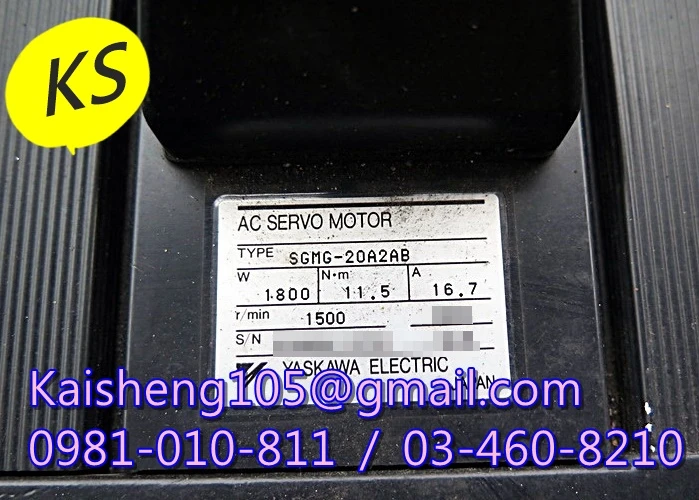 KS
AC SERVO MOTOR
TYPE SGMG-20A2AB
W N·m A
1800 11.5 16.7
r/min 1500
S/N
YASKAWA ELECTRIC
JAPAN
Kaisheng105@gmail.com
0981-010-811 / 03-460-8210